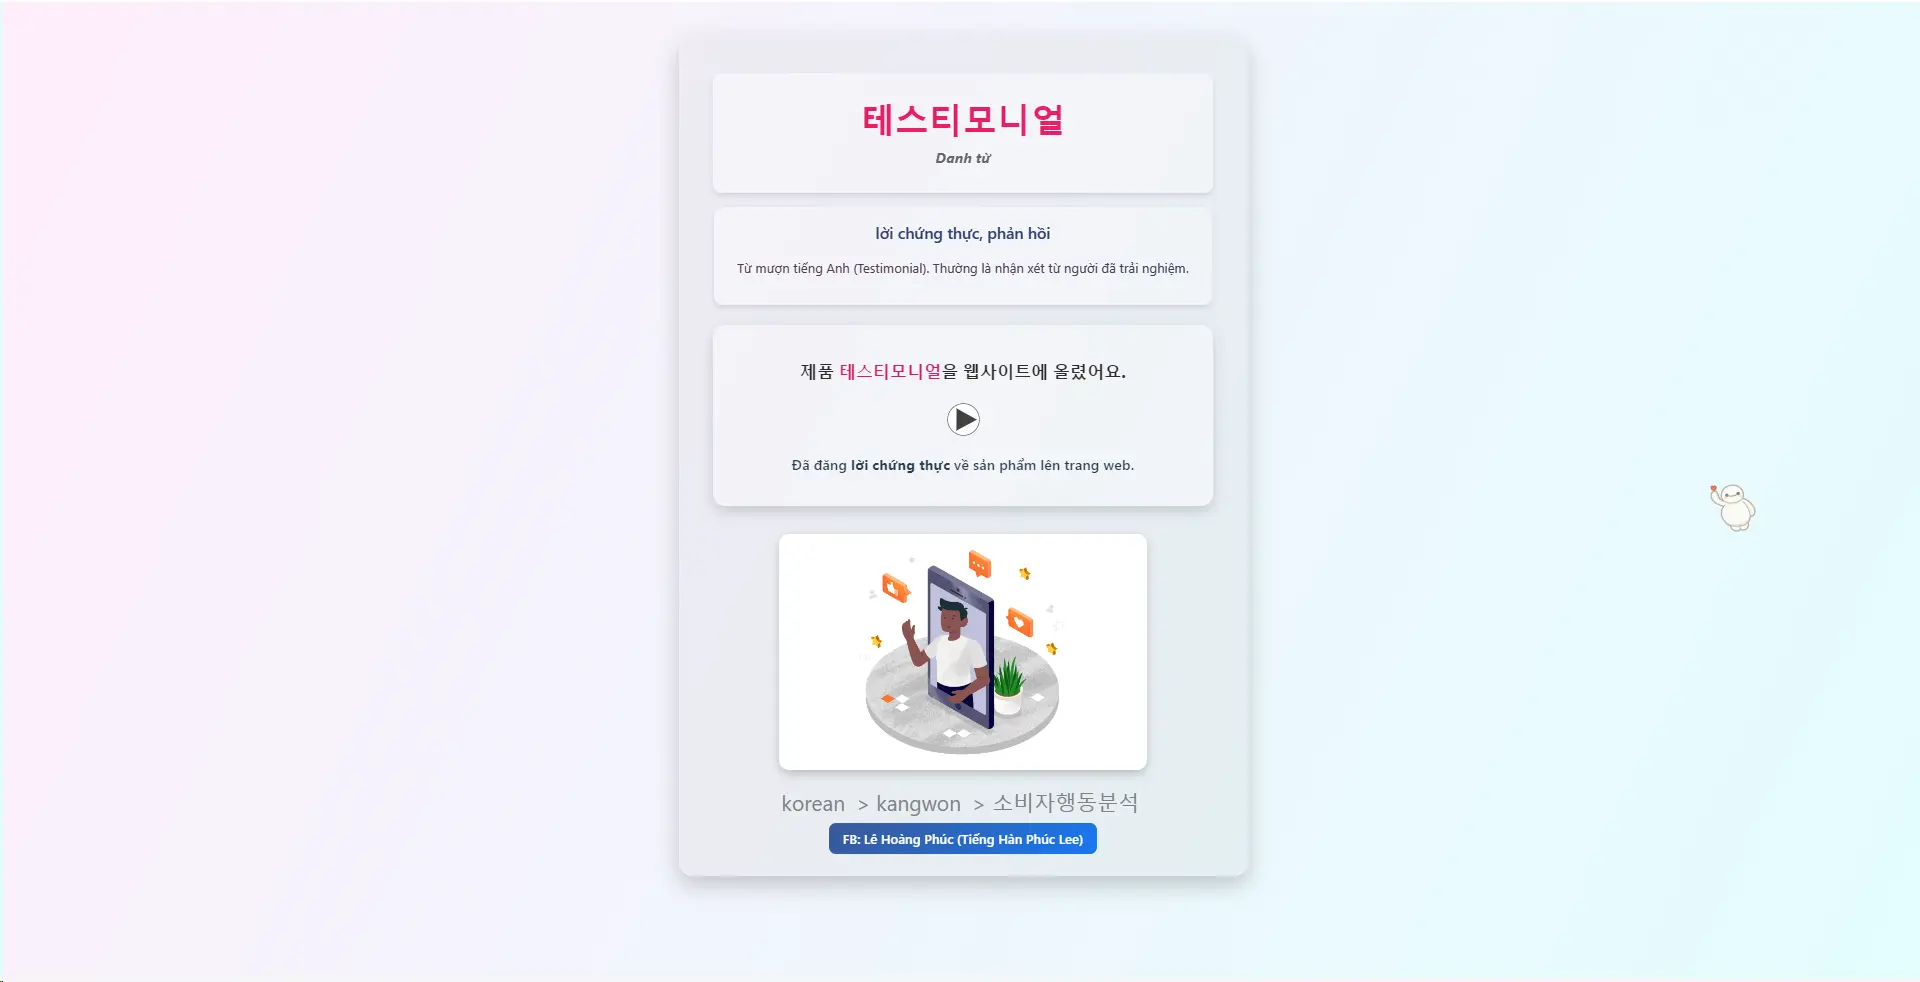 테스티모니얼
Danh từ
lời chứng thực, phản hồi
Từ mượn tiếng Anh (Testimonial). Thường là nhận xét từ người đã trải nghiệm.
제품 테스티모니얼을 웹사이트에 올렸어요.
Đã đăng lời chứng thực về sản phẩm lên trang web.
korean > kangwon > 소비자행동분석
FB: Lê Hoàng Phúc (Tiếng Hàn Phúc Lee)